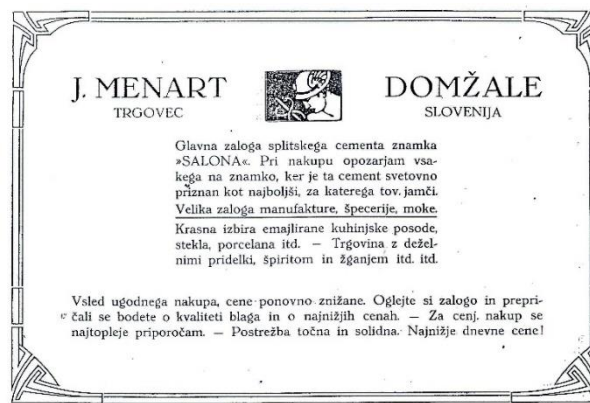 J. MENART
TRGOVEC
DOMŽALE
SLOVENIJA
Glavna zaloga splitskega cementa znamka
»SALONA«. Pri nakupu opozarjam vsa-
kega na znamko, ker je ta cement svetovno
priznan kot najboljši, za katerega tov. jamči.
Velika zaloga manufakture, špecerije, moke.
Krasna izbira emajlirane kuhinjske posode,
stekla, porcelana itd. — Trgovina z dežel-
nimi pridelki, špiritom in žganjem itd. itd.
Vsled ugodnega nakupa, cene ponovno znižane. Oglejte si zalogo in prepri-
čali se bodete o kvaliteti blaga in o najnižjih cenah. — Za cenj. nakup se
najtopleje priporočam. — Postrežba točna in solidna. Najnižje dnevne cene!